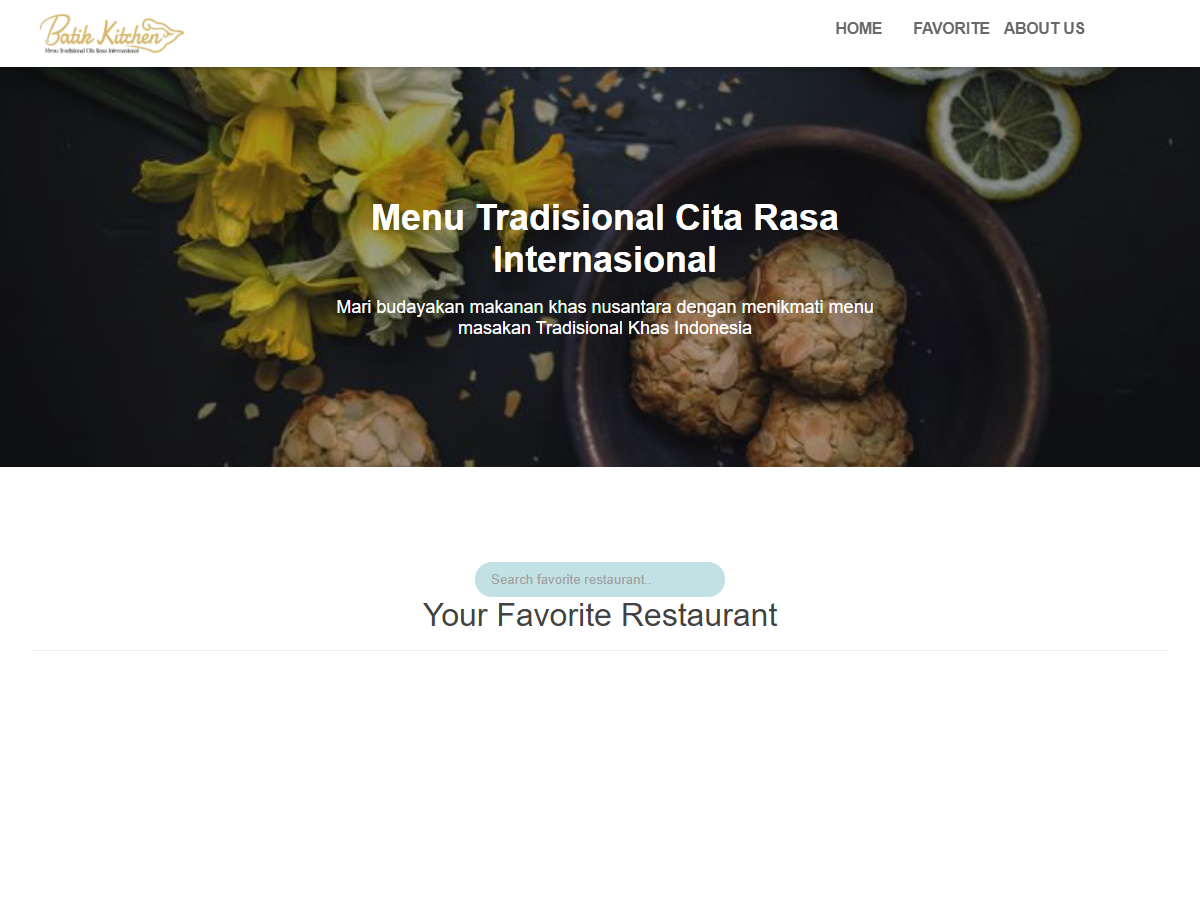 Batik Kitchen
Menu Tradisional Cita Rasa Internasional
HOME
FAVORITE
ABOUT US
Menu Tradisional Cita Rasa
Internasional
Mari budayakan makanan khas nusantara dengan menikmati menu
masakan Tradisional Khas Indonesia
Search favorite restaurant..
Your Favorite Restaurant